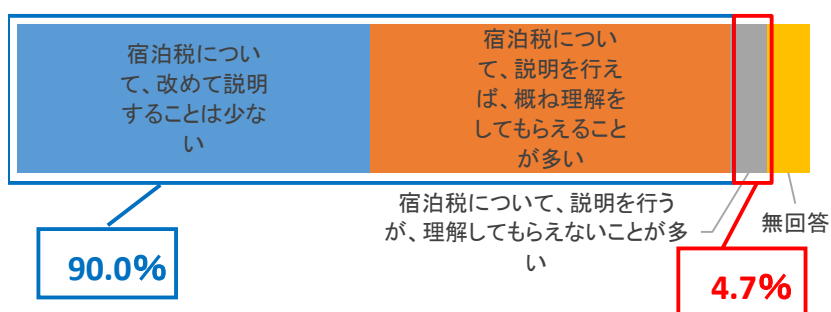 宿泊税につい
て、改めて説明
することは少な
い
宿泊税につい
て、説明を行え
ば、概ね理解を
してもらえること
が多い
宿泊税について、説明を行う
が、理解してもらえないことが多
い
無回答
90.0%
4.7%